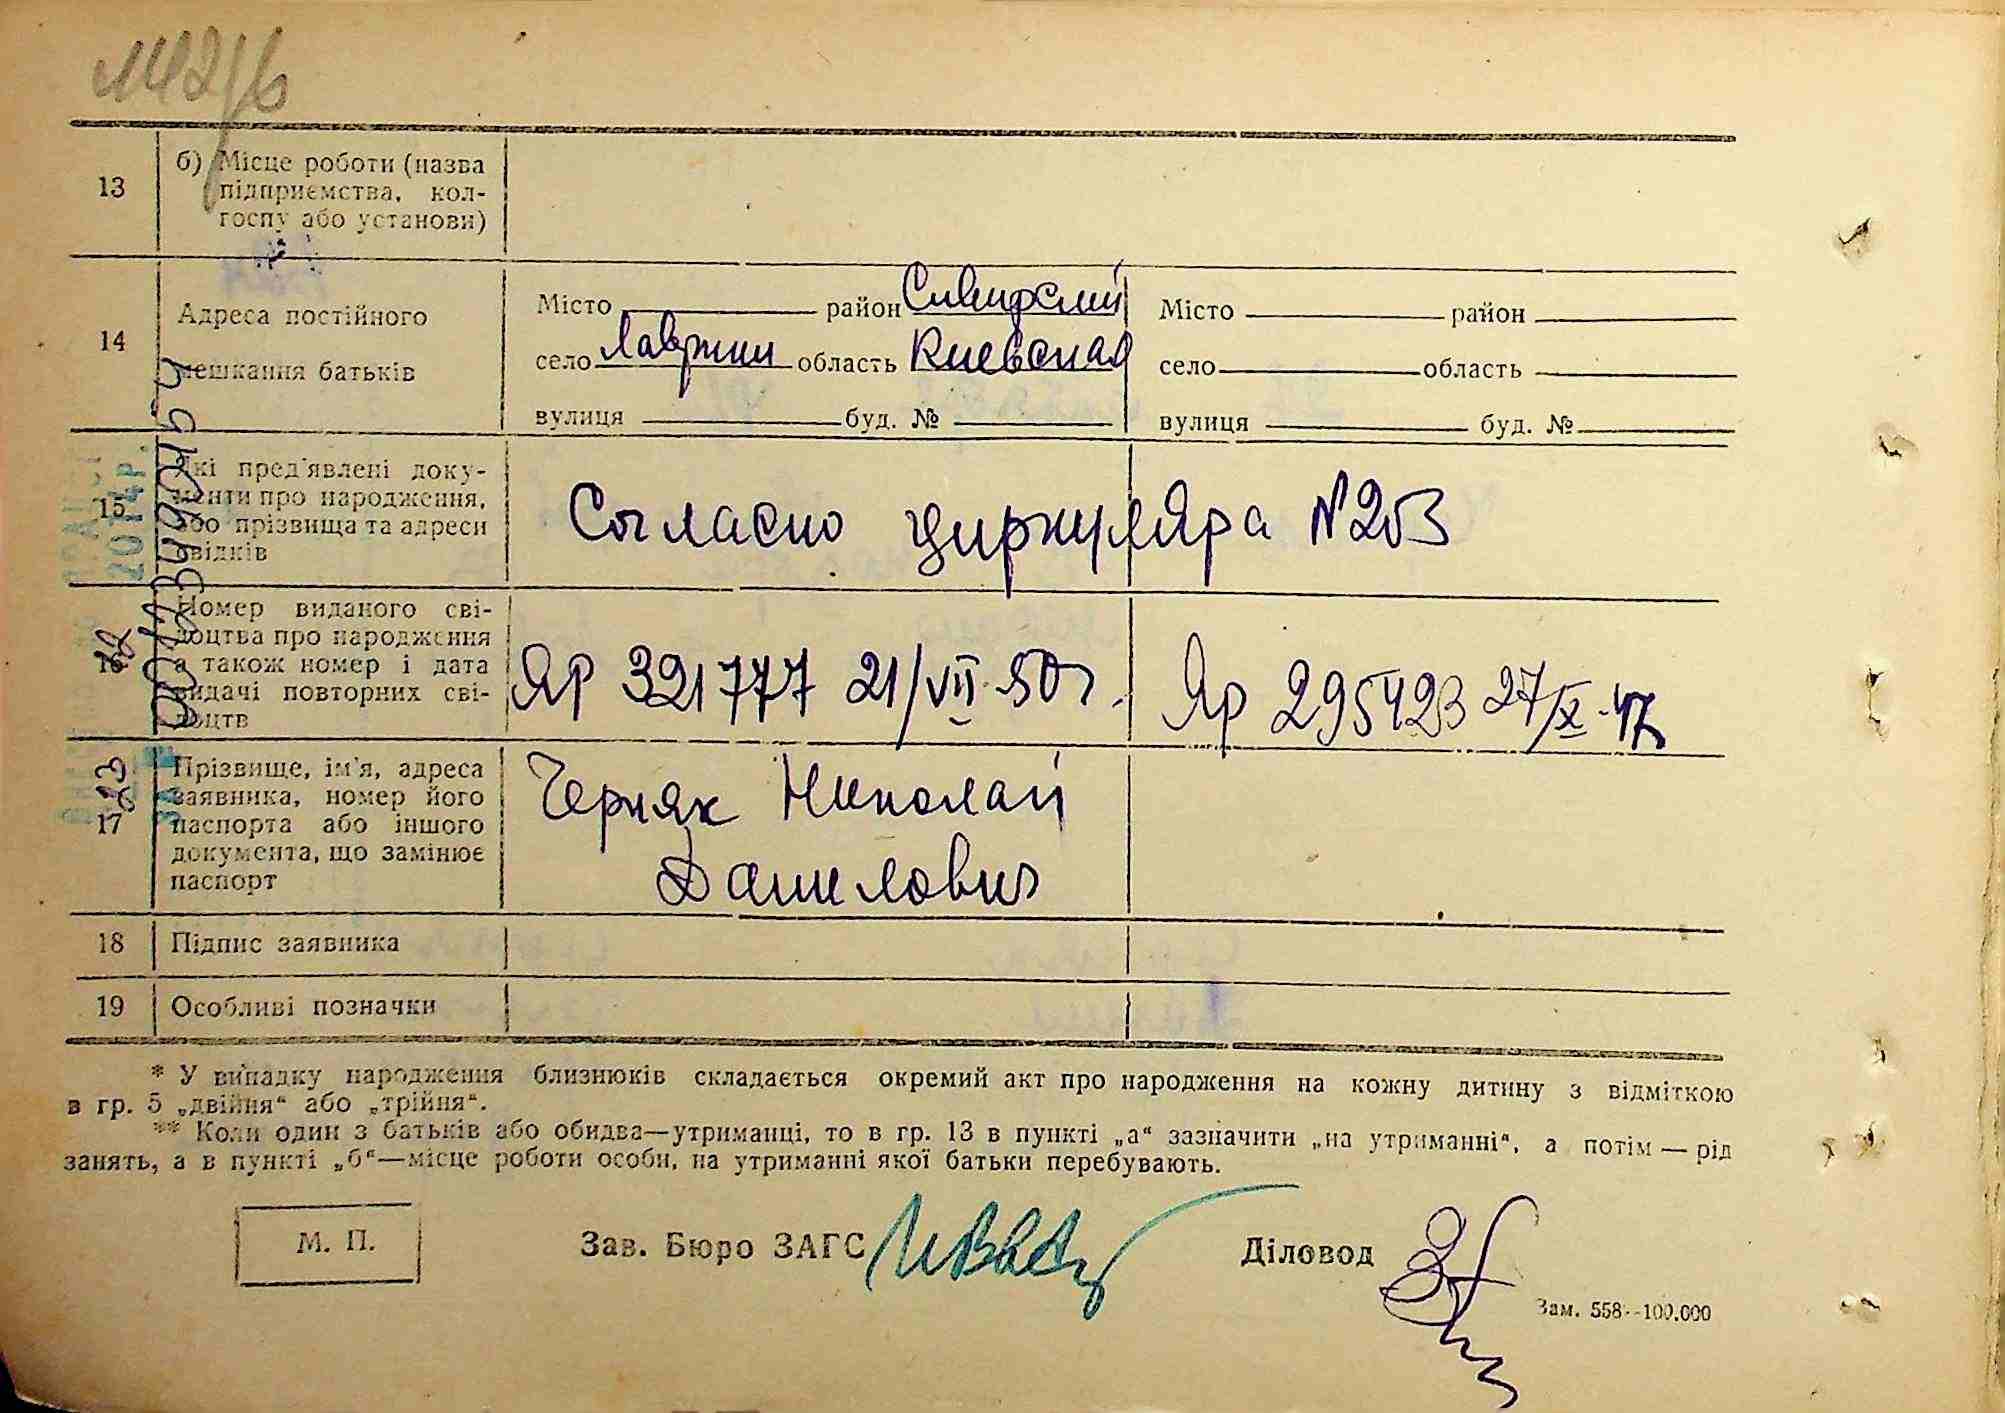 13
б) Місце роботи (назва
підприємства, кол-
госпу або установи)
14
Адреса постійного
мешкання батьків
Місто район
село область Киевская
вулиця буд. №
Місто район
село область
вулиця буд. №
15
Які пред'явлені доку-
менти про народження,
або прізвища та адреси
свідків
Согласно циркуляра №203
16
Номер виданого сві-
доцтва про народження
а також номер і дата
видачі повторних сві-
доцтв
ЯР 321777 21/VII-50г.
Яр 295423 27/IX-47
17
Прізвище, ім'я, адреса
заявника, номер його
паспорта або іншого
документа, що замінює
паспорт
Черняк Николай
Данилович
18
Підпис заявника
19
Особливі позначки
* У випадку народження близнюків складається окремий акт про народження на кожну дитину з відміткою
в гр. 5 „двійня“ або „трійня“.
** Коли один з батьків або обидва—утриманці, то в гр. 13 в пункті „а“ зазначити „на утриманні“, а потім — рід
занять, а в пункті „б“—місце роботи особи, на утриманні якої батьки перебувають.
М. П.
Зав. Бюро ЗАГС
Діловод
Зам. 558—100.000